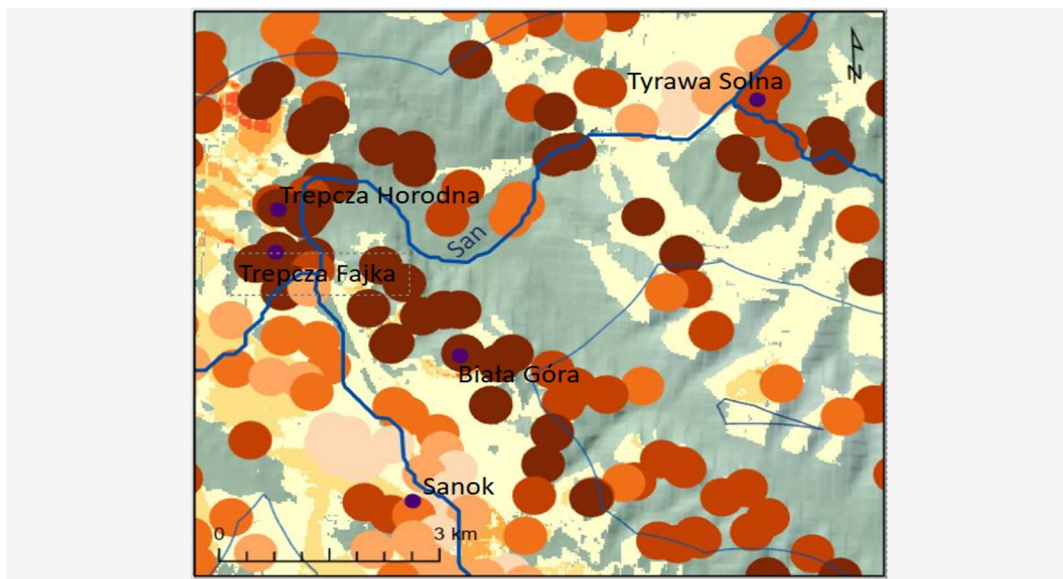 N
Tyrawa Solna
Trepcza Horodna
San
Trepcza Fajka
Biała Góra
Sanok
0 3 km